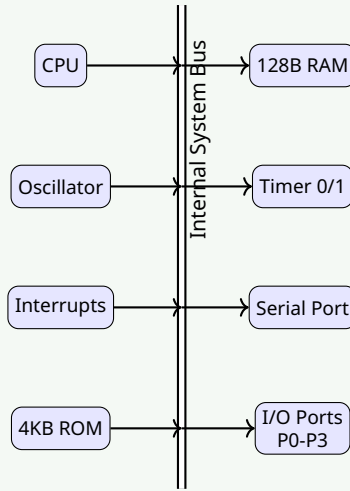 CPU
128B RAM
Internal System Bus
Oscillator
Timer 0/1
Interrupts
Serial Port
4KB ROM
I/O Ports
P0-P3